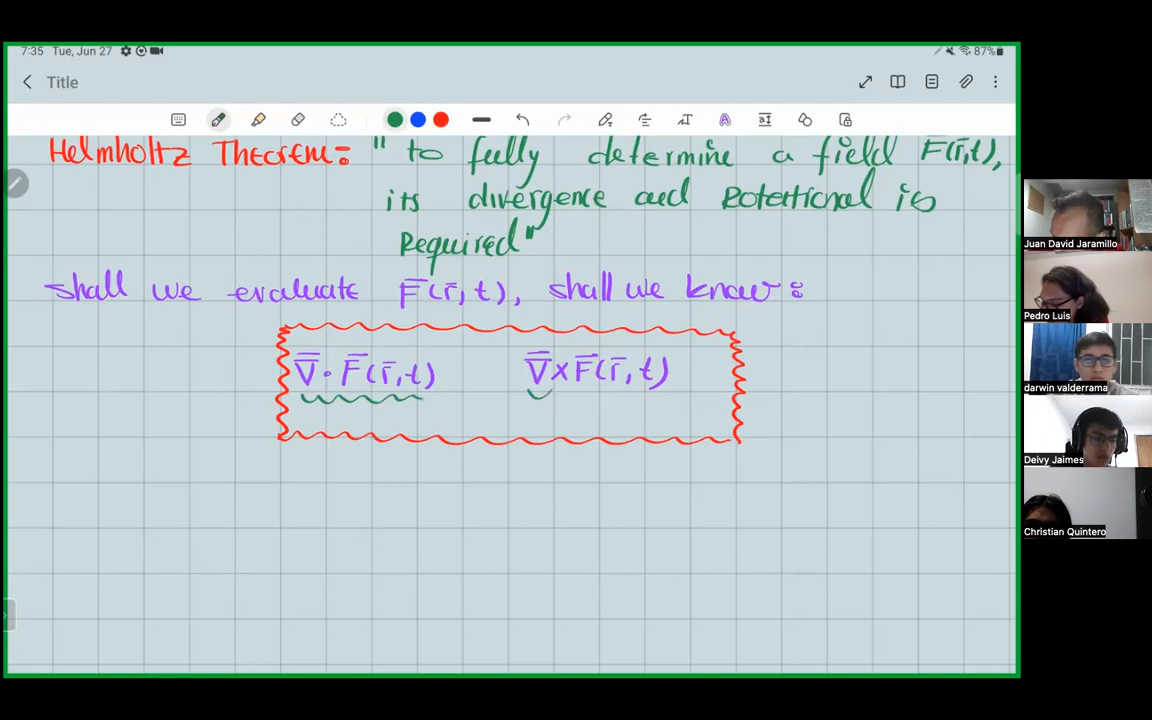 7:35 Tue, Jun 27
87%
Title
Helmholtz Theorem: "to fully determine a field F̅(r̅,t),
its divergence and Rotational is
Required"
shall we evaluate F̅(r̅,t), shall we know:
∇̅·F̅(r̅,t) ∇̅×F̅(r̅,t)
Juan David Jaramillo
Pedro Luis
darwin valderrama
Deivy Jaimes
Christian Quintero